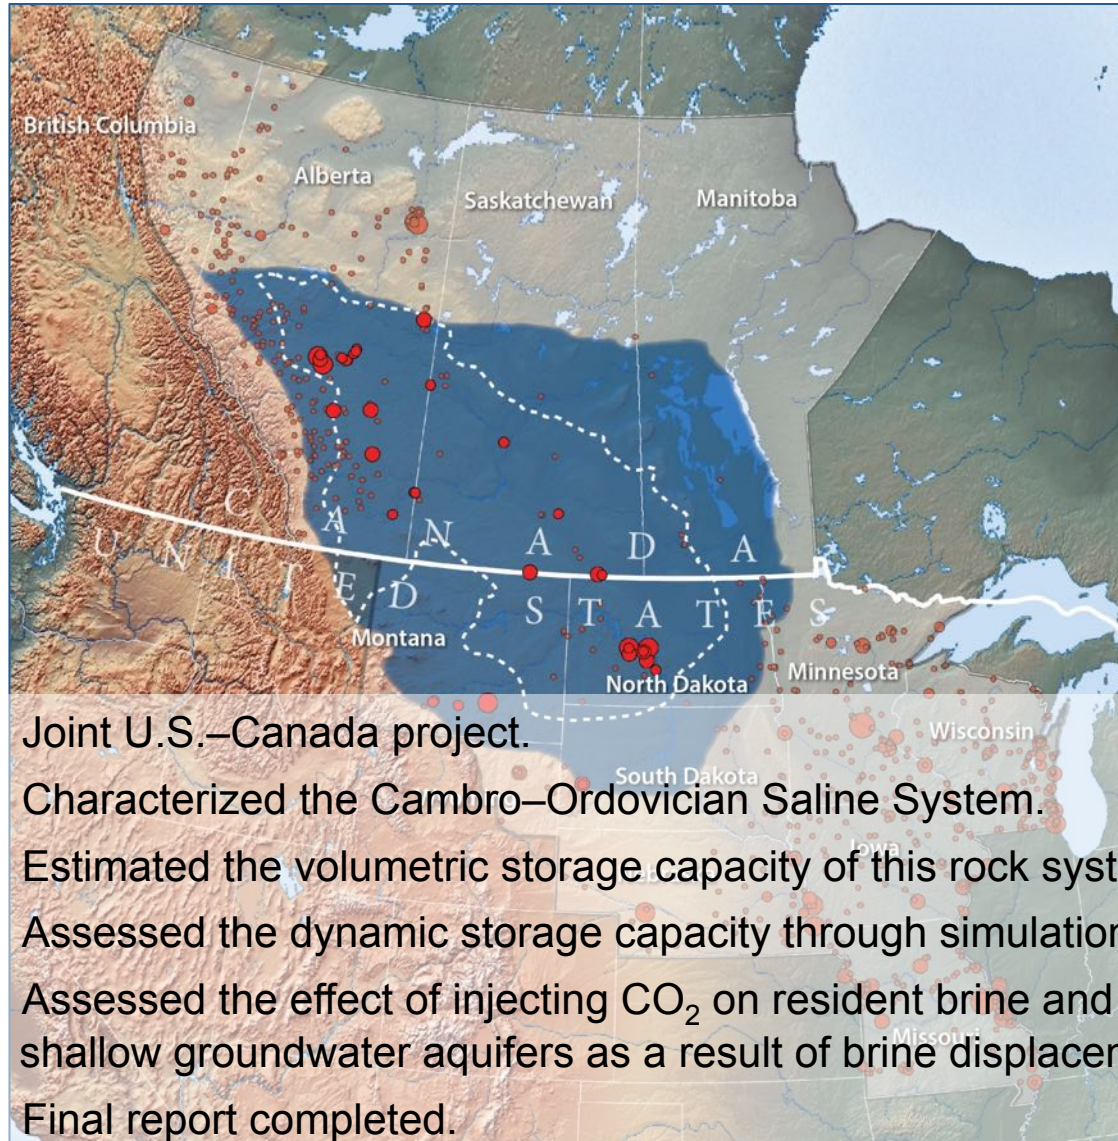 British Columbia
Alberta
Saskatchewan
Manitoba
CANADA
UNITED STATES
Montana
North Dakota
Minnesota
Wisconsin
South Dakota
Iowa
Missouri
Joint U.S.–Canada project.
Characterized the Cambro–Ordovician Saline System.
Estimated the volumetric storage capacity of this rock syst
Assessed the dynamic storage capacity through simulation
Assessed the effect of injecting CO₂ on resident brine and
shallow groundwater aquifers as a result of brine displacem
Final report completed.